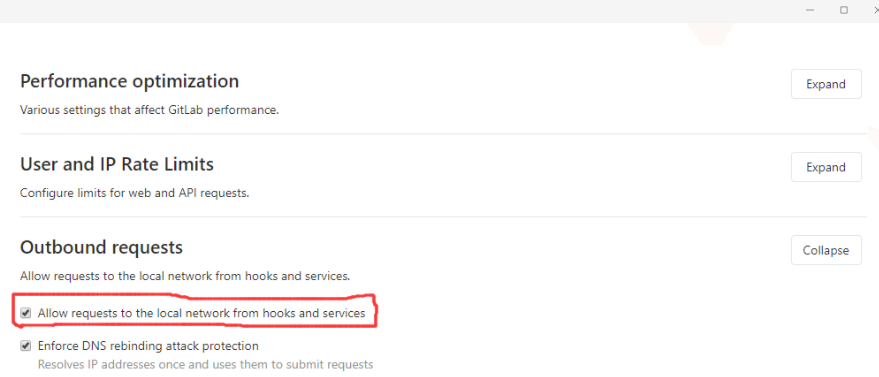 Performance optimization
Expand
Various settings that affect GitLab performance.
User and IP Rate Limits
Expand
Configure limits for web and API requests.
Outbound requests
Collapse
Allow requests to the local network from hooks and services.
Allow requests to the local network from hooks and services
Enforce DNS rebinding attack protection
Resolves IP addresses once and uses them to submit requests